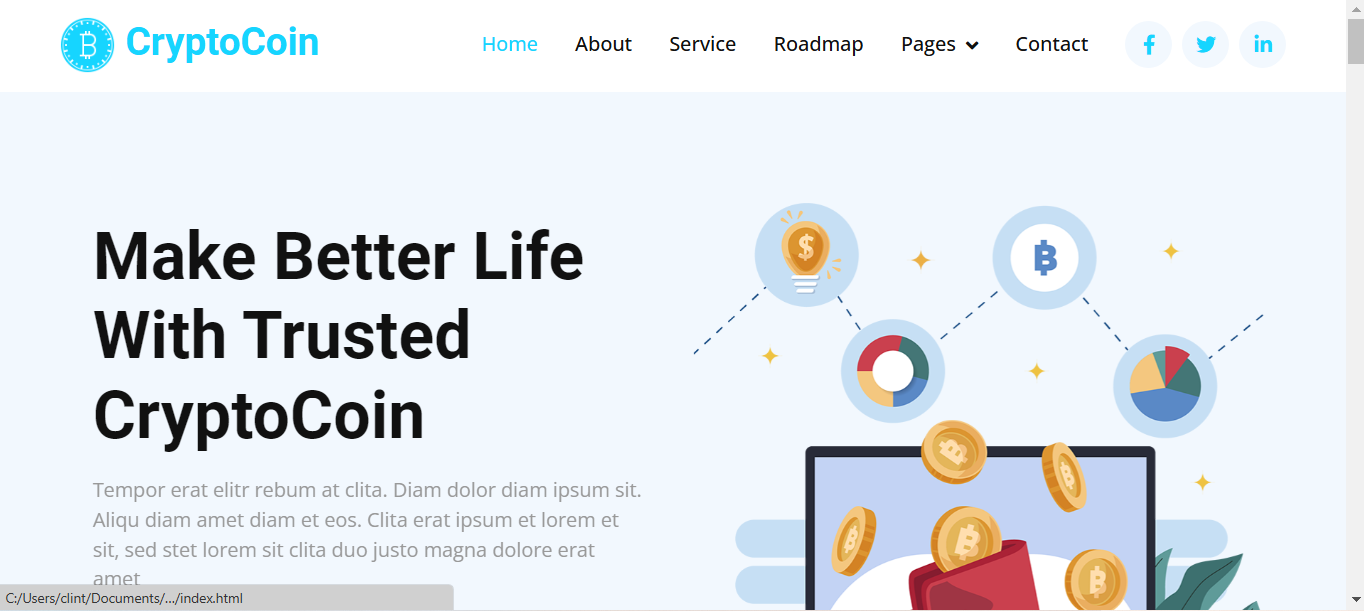 CryptoCoin
Home About Service Roadmap Pages Contact
Make Better Life
With Trusted
CryptoCoin
Tempor erat elitr rebum at clita. Diam dolor diam ipsum sit.
Aliqu diam amet diam et eos. Clita erat ipsum et lorem et
sit, sed stet lorem sit clita duo justo magna dolore erat
amet
C:/Users/clint/Documents/.../index.html